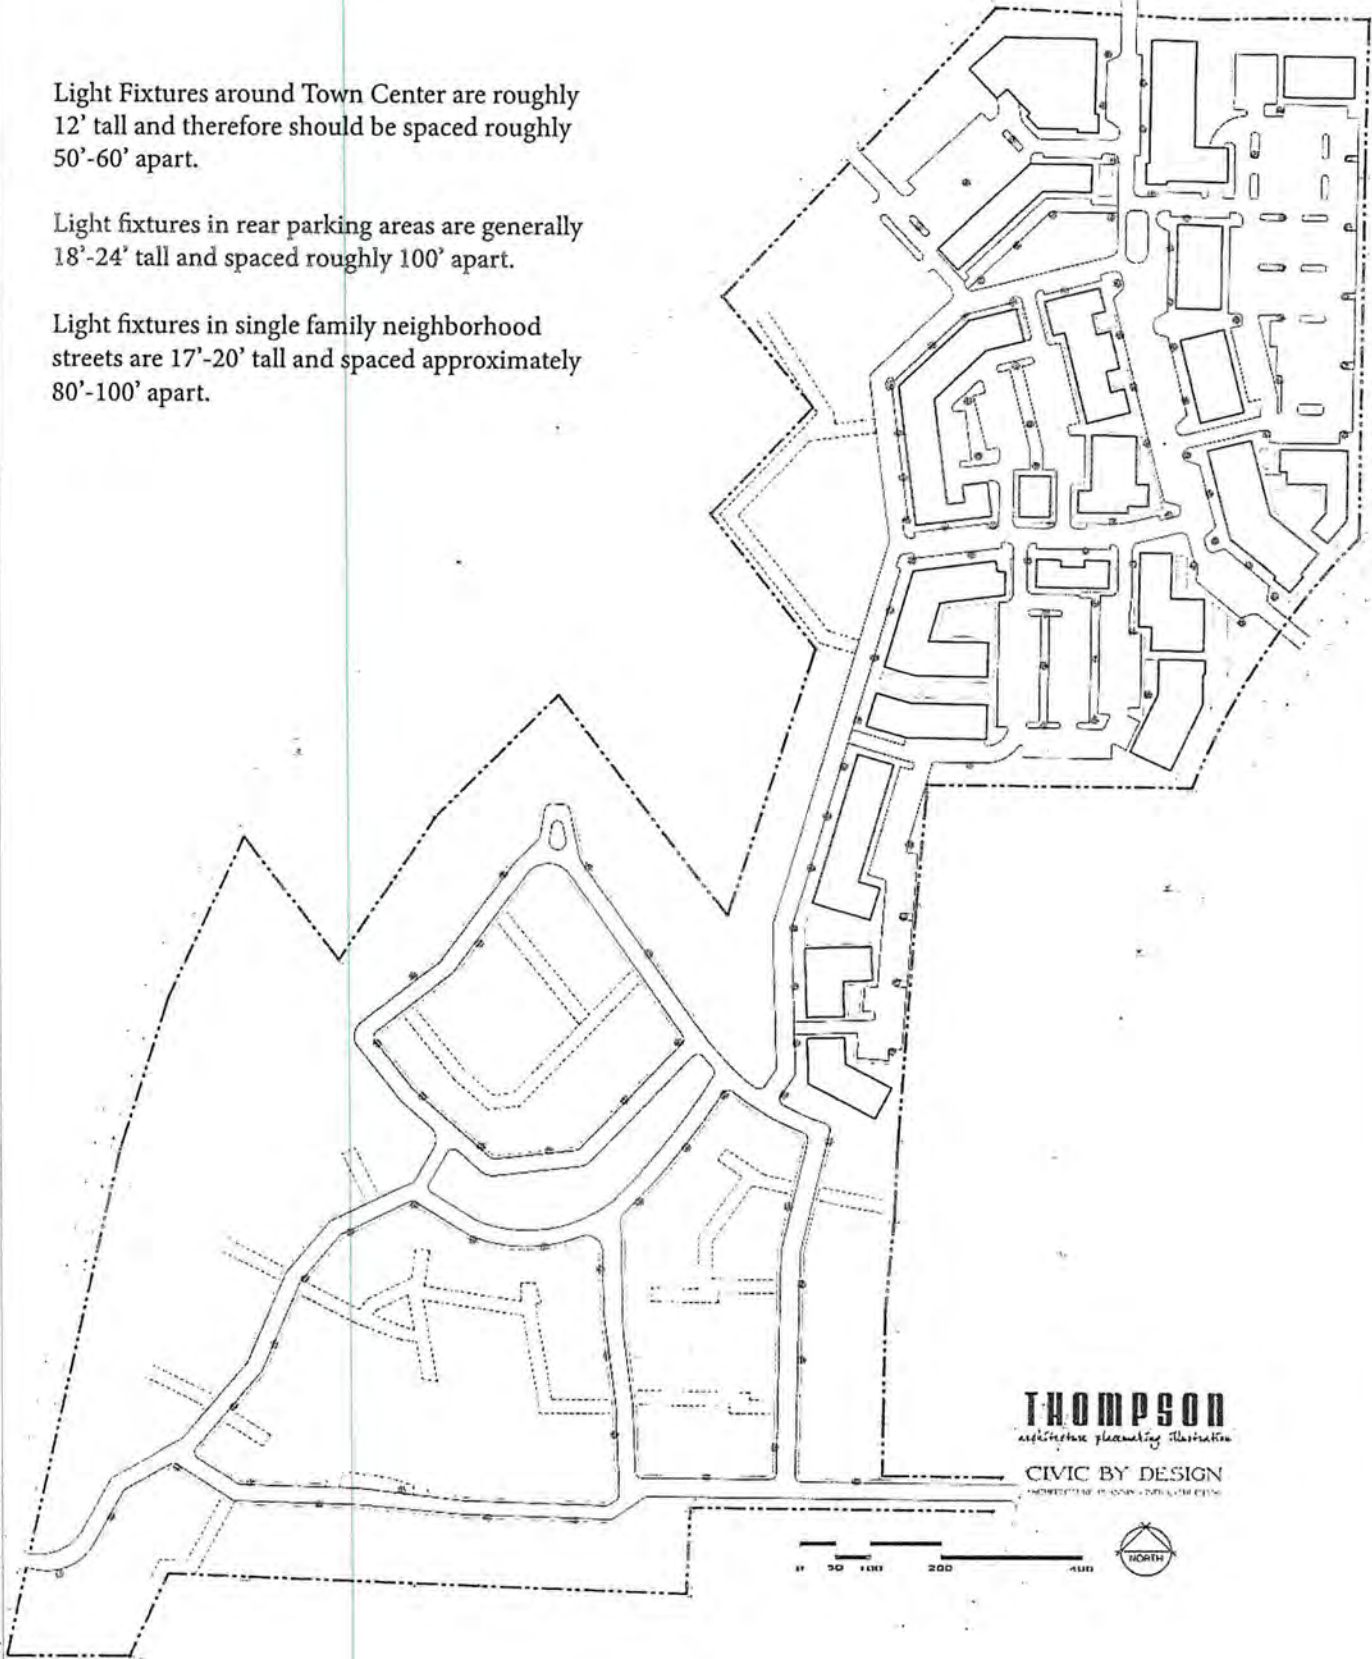 Light Fixtures around Town Center are roughly
12' tall and therefore should be spaced roughly
50'-60' apart.
Light fixtures in rear parking areas are generally
18'-24' tall and spaced roughly 100' apart.
Light fixtures in single family neighborhood
streets are 17'-20' tall and spaced approximately
80'-100' apart.
THOMPSON
architecture placemaking illustration
CIVIC BY DESIGN
NORTH
0 50 100 200 400